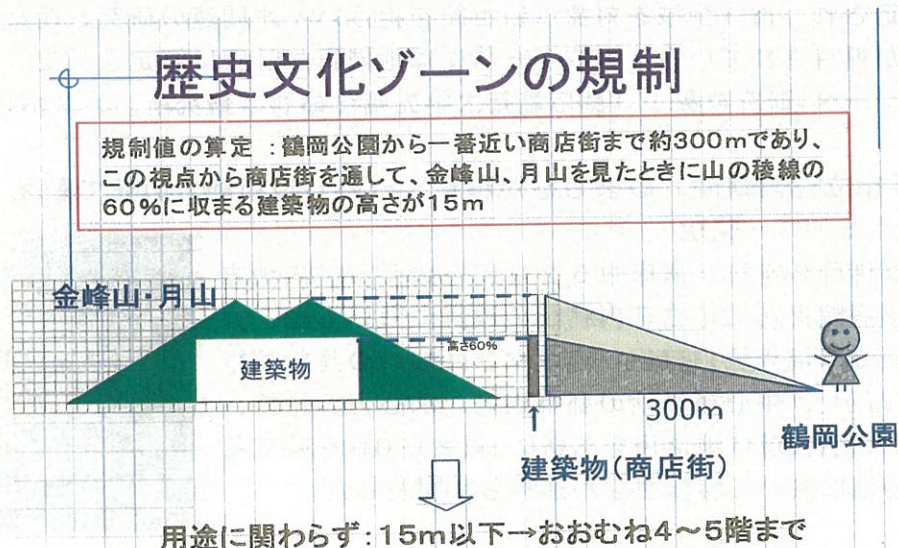 歴史文化ゾーンの規制
規制値の算定 :鶴岡公園から一番近い商店街まで約300mであり、
この視点から商店街を通して、金峰山、月山を見たときに山の稜線の
60%に収まる建築物の高さが15m
金峰山・月山
高さ60%
建築物
300m
鶴岡公園
建築物(商店街)
用途に関わらず:15m以下→おおむね4～5階まで